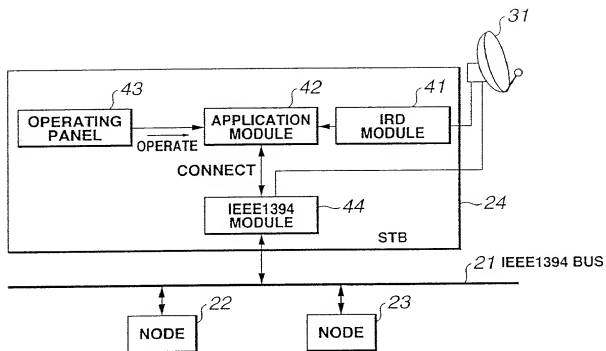 31
43
OPERATING
PANEL
OPERATE
42
APPLICATION
MODULE
41
IRD
MODULE
CONNECT
IEEE1394
MODULE
44
24
STB
21 IEEE1394 BUS
22
NODE
23
NODE